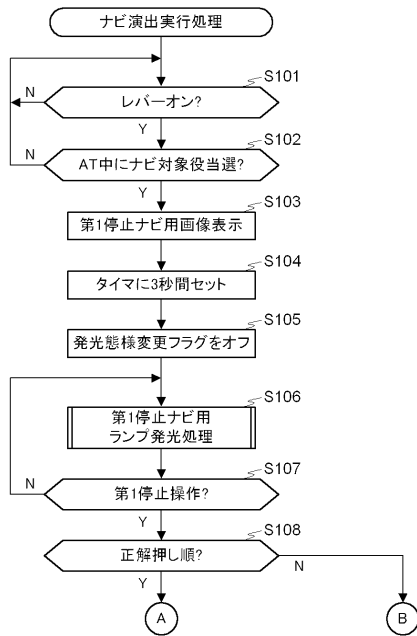 ナビ演出実行処理
S101
レバーオン?
N
Y
S102
AT中にナビ対象役当選?
N
Y
S103
第1停止ナビ用画像表示
S104
タイマに3秒間セット
S105
発光態様変更フラグをオフ
S106
第1停止ナビ用
ランプ発光処理
S107
第1停止操作?
N
Y
S108
正解押し順?
N
Y
A
B